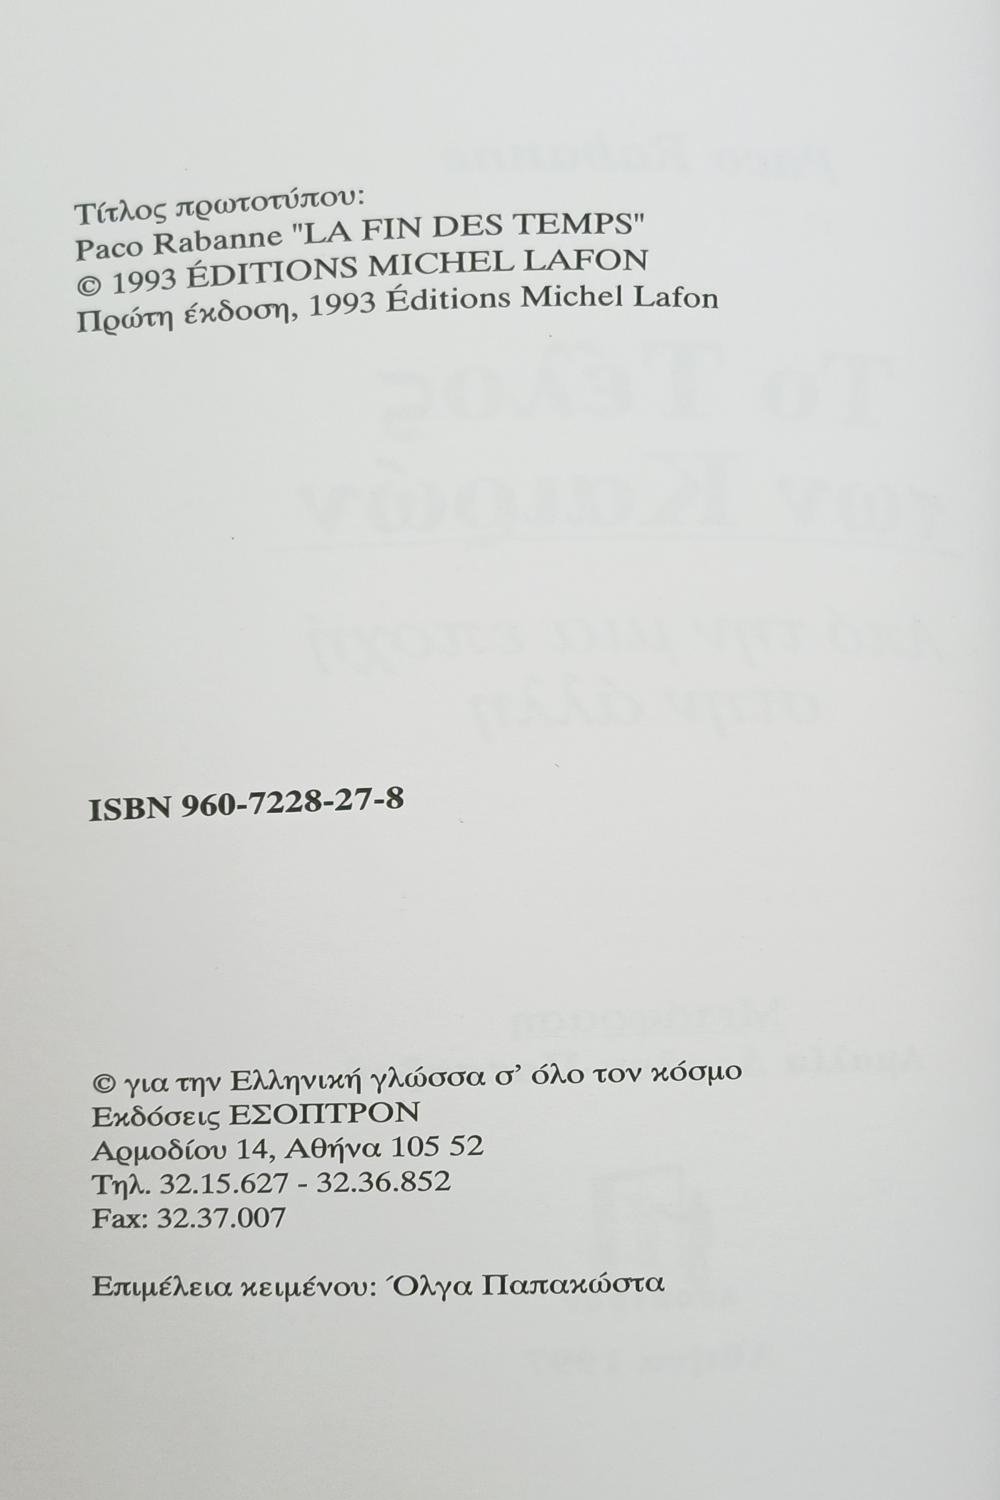 Τίτλος πρωτοτύπου:
Paco Rabanne "LA FIN DES TEMPS"
© 1993 ÉDITIONS MICHEL LAFON
Πρώτη έκδοση, 1993 Éditions Michel Lafon
ISBN 960-7228-27-8
© για την Ελληνική γλώσσα σ' όλο τον κόσμο
Εκδόσεις ΕΣΟΠΤΡΟΝ
Αρμοδίου 14, Αθήνα 105 52
Τηλ. 32.15.627 - 32.36.852
Fax: 32.37.007
Επιμέλεια κειμένου: Όλγα Παπακώστα